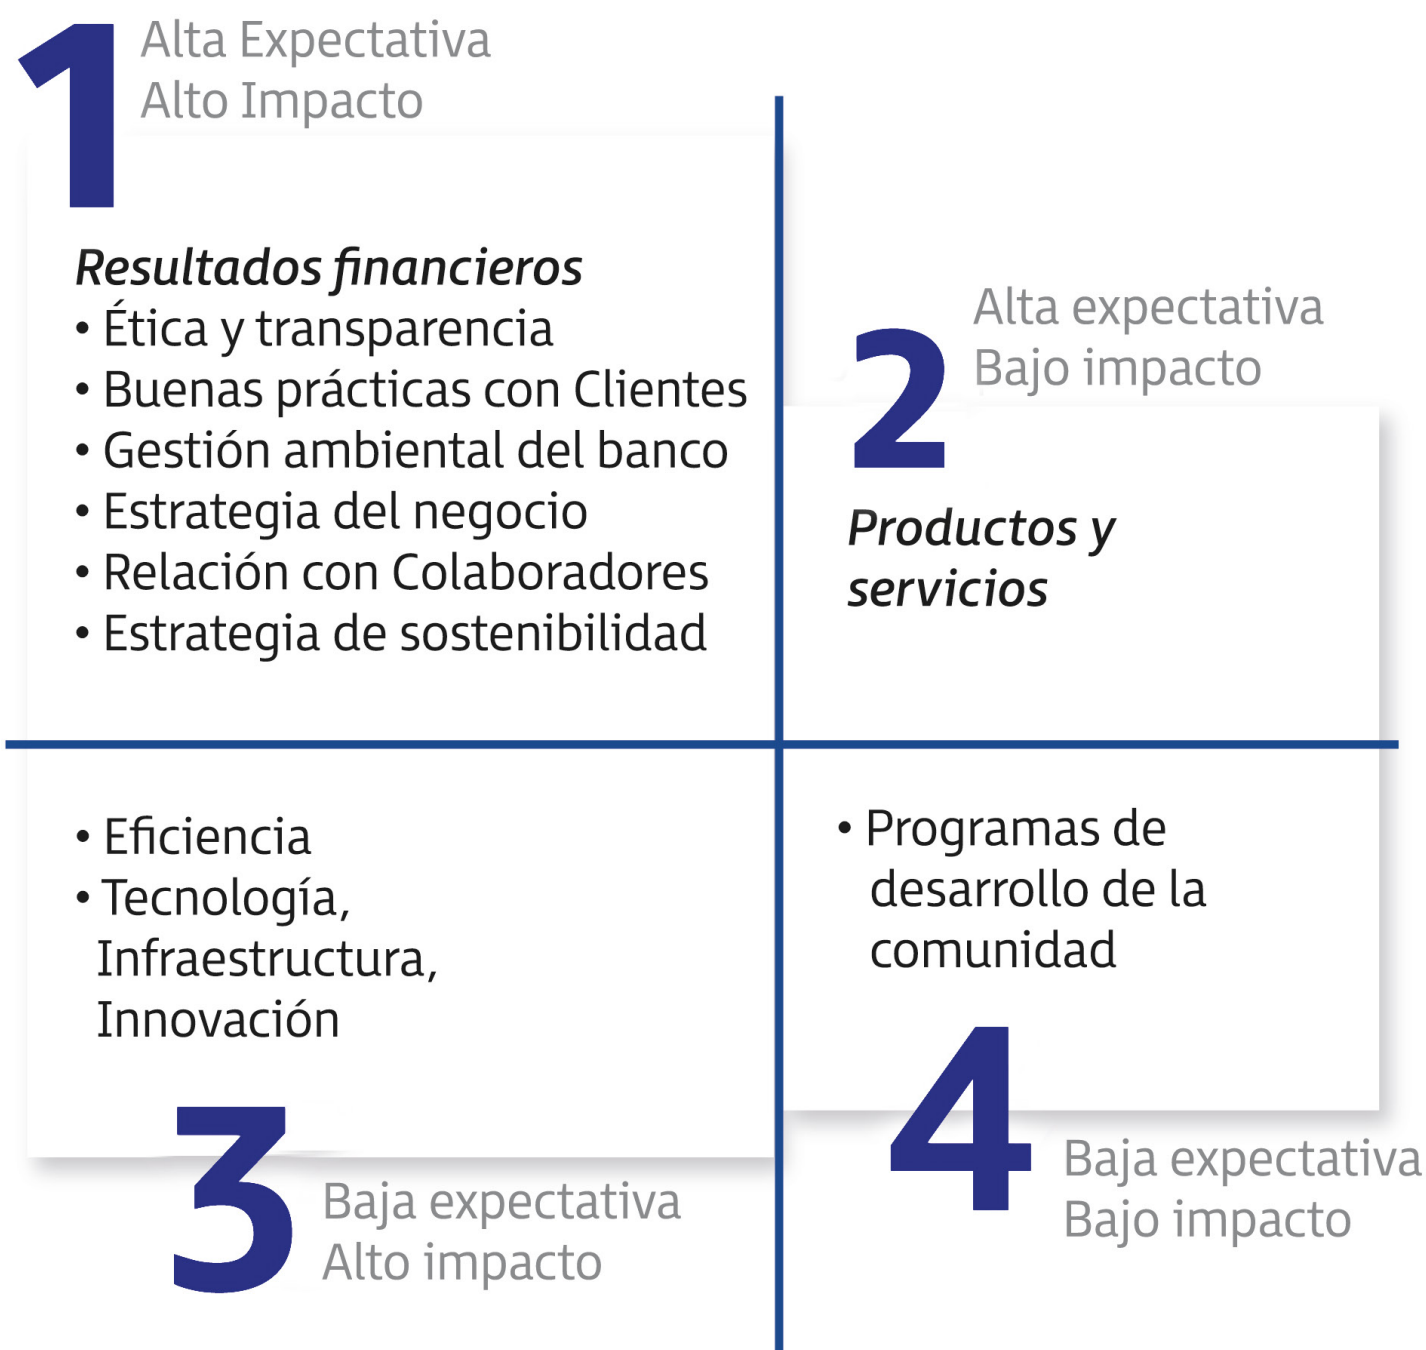 1
Alta Expectativa
Alto Impacto
Resultados financieros
• Ética y transparencia
• Buenas prácticas con Clientes
• Gestión ambiental del banco
• Estrategia del negocio
• Relación con Colaboradores
• Estrategia de sostenibilidad
2
Alta expectativa
Bajo impacto
Productos y
servicios
• Eficiencia
• Tecnología,
Infraestructura,
Innovación
3
Baja expectativa
Alto impacto
• Programas de
desarrollo de la
comunidad
4
Baja expectativa
Bajo impacto